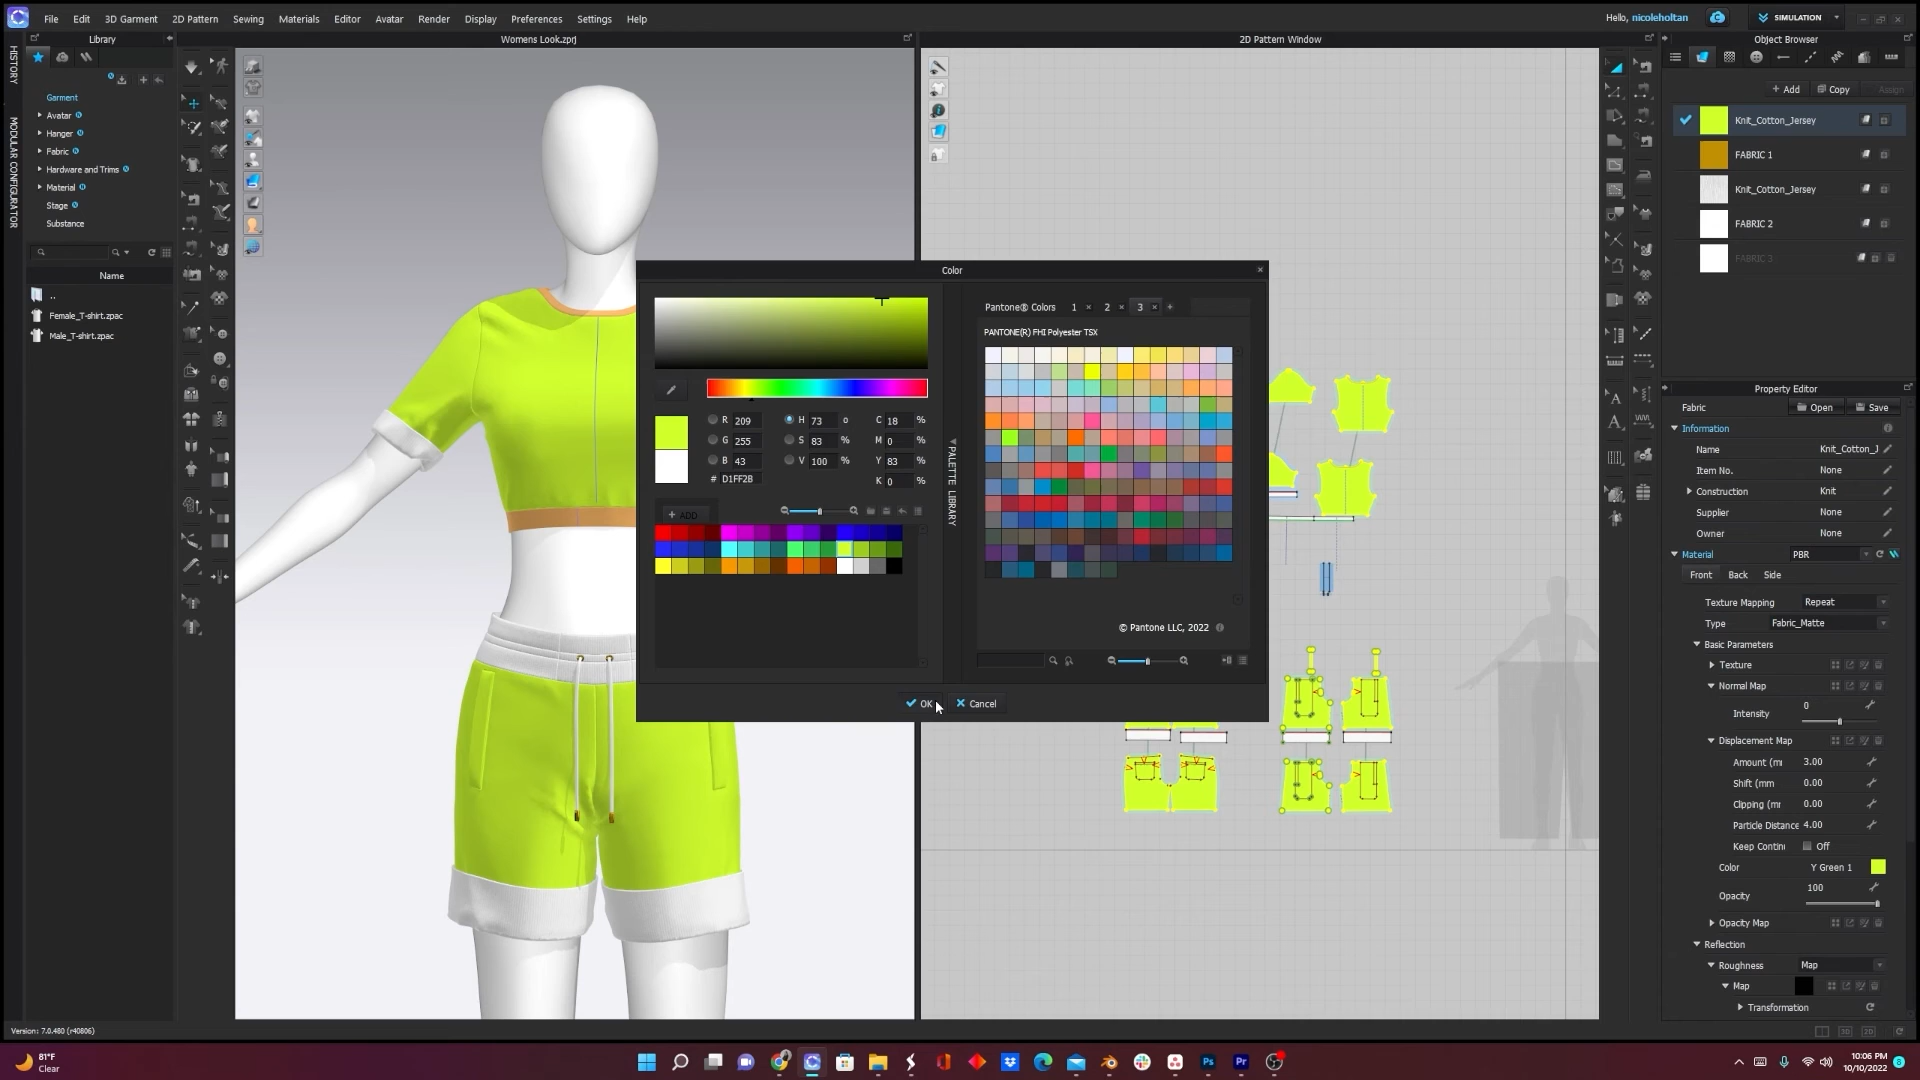 File Edit 3D Garment 2D Pattern Sewing Materials Editor Avatar Render Display Preferences Settings Help
Hello, nicoleholtan
SIMULATION
Library
Womens Look.zprj
2D Pattern Window
Object Browser
HISTORY
MODULAR CONFIGURATOR
Garment
Avatar
Hanger
Fabric
Hardware and Trims
Material
Stage
Substance
Name
..
Female_T-shirt.zpac
Male_T-shirt.zpac
Color
R 209 H 73 o C 18 %
G 255 S 83 % M 0 %
B 43 V 100 % Y 83 %
# D1FF2B K 0 %
+ ADD
PALETTE LIBRARY
Pantone® Colors 1 × 2 × 3 × +
PANTONE(R) FHI Polyester TSX
© Pantone LLC, 2022
OK Cancel
+ Add Copy Assign
Knit_Cotton_Jersey
FABRIC 1
Knit_Cotton_Jersey
FABRIC 2
FABRIC 3
Property Editor
Fabric Open Save
Information
Name Knit_Cotton_J
Item No. None
Construction Knit
Supplier None
Owner None
Material PBR
Front Back Side
Texture Mapping Repeat
Type Fabric_Matte
Basic Parameters
Texture
Normal Map
Intensity 0
Displacement Map
Amount (m 3.00
Shift (mm 0.00
Clipping (m 0.00
Particle Distance 4.00
Keep Contin Off
Color Y Green 1
Opacity 100
Opacity Map
Reflection
Roughness Map
Map
Transformation
3D 2D
Version: 7.0.480 (r40806)
81°F
Clear
10:06 PM
10/10/2022
8